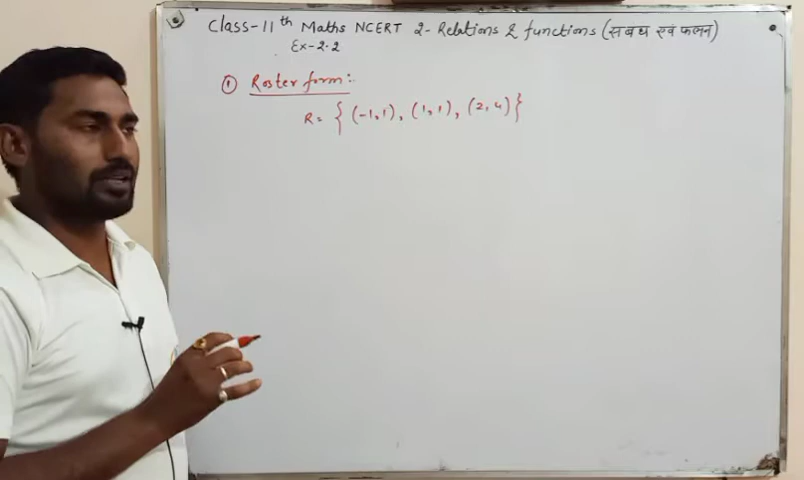 Class-11th Maths NCERT 2-Relations & functions (सबंध एवं फलन)
Ex-2.2
① Roster form:-
R = { (-1,1), (1,1), (2,4) }